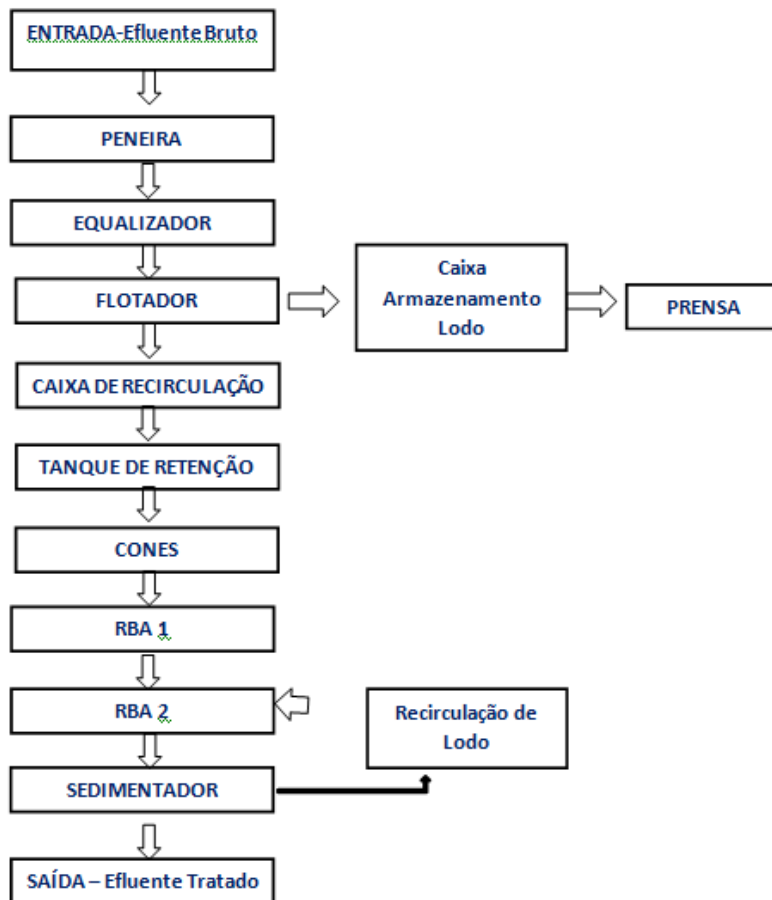 ENTRADA-Efluente Bruto
PENEIRA
EQUALIZADOR
FLOTADOR
Caixa
Armazenamento
Lodo
PRENSA
CAIXA DE RECIRCULAÇÃO
TANQUE DE RETENÇÃO
CONES
RBA 1
RBA 2
Recirculação de
Lodo
SEDIMENTADOR
SAÍDA – Efluente Tratado